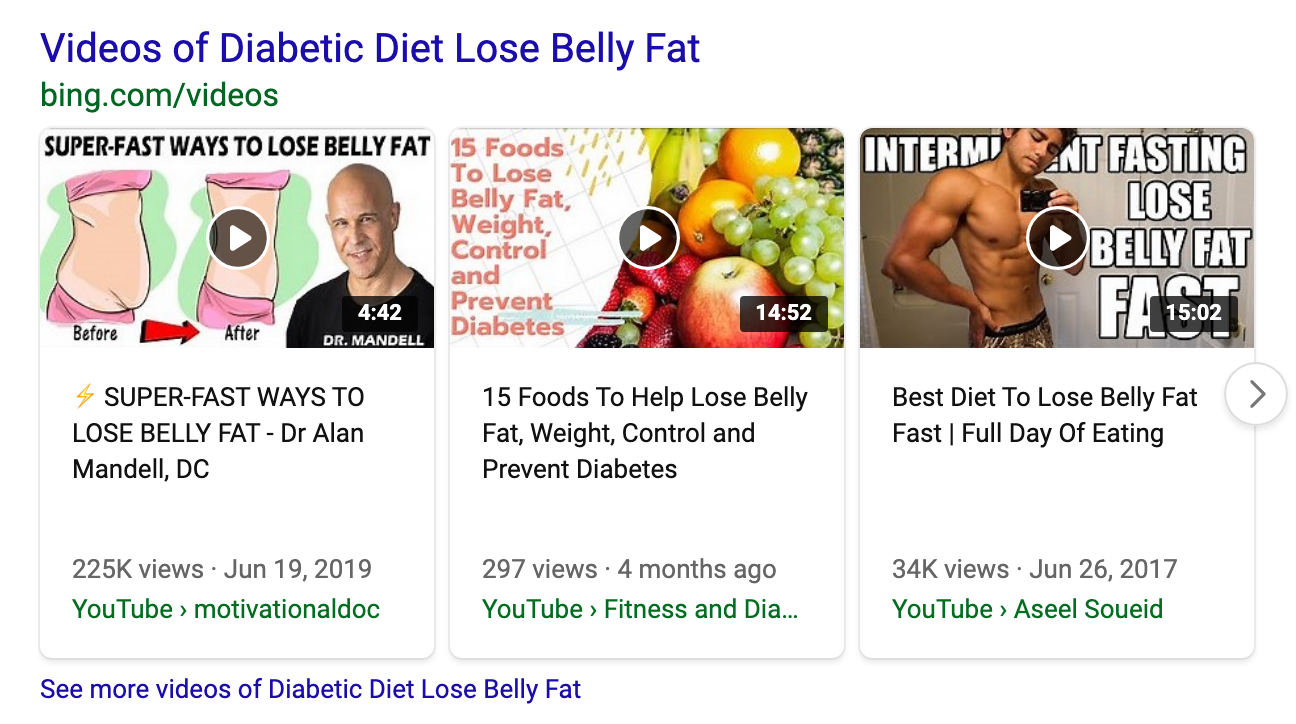 Videos of Diabetic Diet Lose Belly Fat
bing.com/videos
SUPER-FAST WAYS TO LOSE BELLY FAT
Before
After
DR. MANDELL
4:42
⚡ SUPER-FAST WAYS TO
LOSE BELLY FAT - Dr Alan
Mandell, DC
225K views · Jun 19, 2019
YouTube › motivationaldoc
15 Foods
To Lose
Belly Fat,
Weight,
Control
and
Prevent
Diabetes
14:52
15 Foods To Help Lose Belly
Fat, Weight, Control and
Prevent Diabetes
297 views · 4 months ago
YouTube › Fitness and Dia...
FASTING
LOSE
BELLY FAT
FAST
15:02
Best Diet To Lose Belly Fat
Fast | Full Day Of Eating
34K views · Jun 26, 2017
YouTube › Aseel Soueid
See more videos of Diabetic Diet Lose Belly Fat